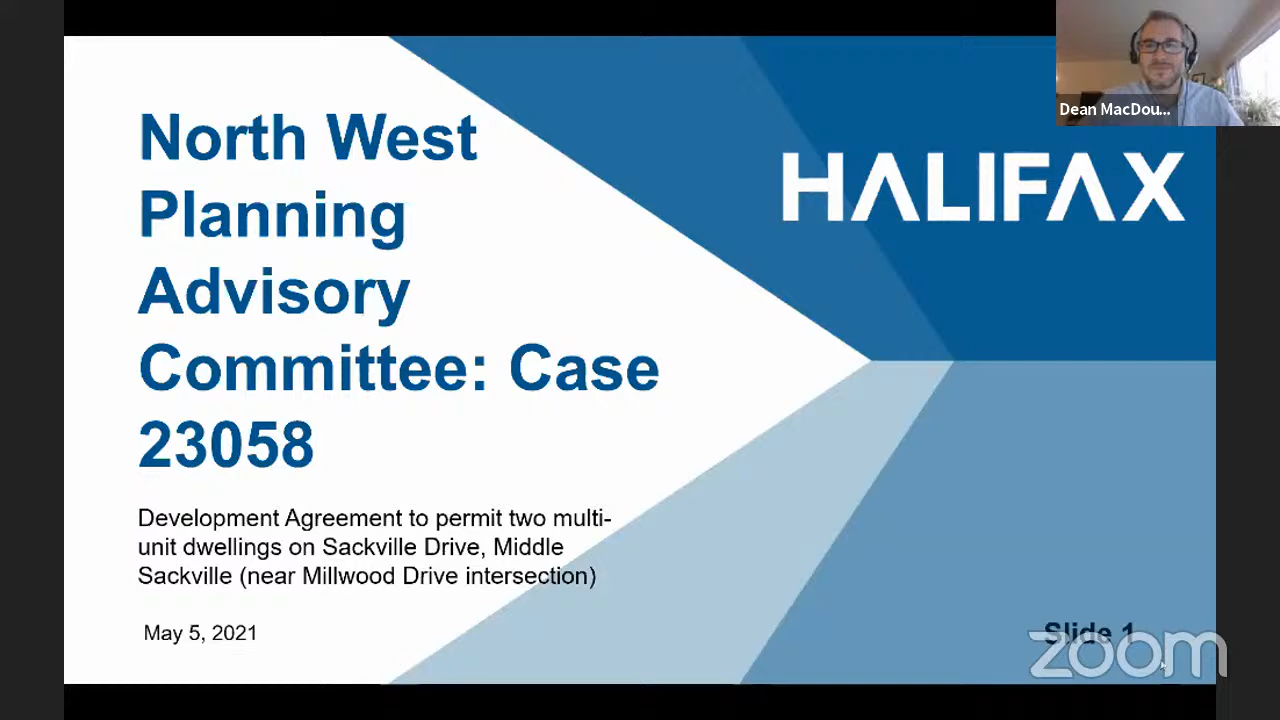 North West
Planning
Advisory
Committee: Case
23058
Development Agreement to permit two multi-
unit dwellings on Sackville Drive, Middle
Sackville (near Millwood Drive intersection)
May 5, 2021
HALIFAX
Dean MacDou...
Slide 1
zoom